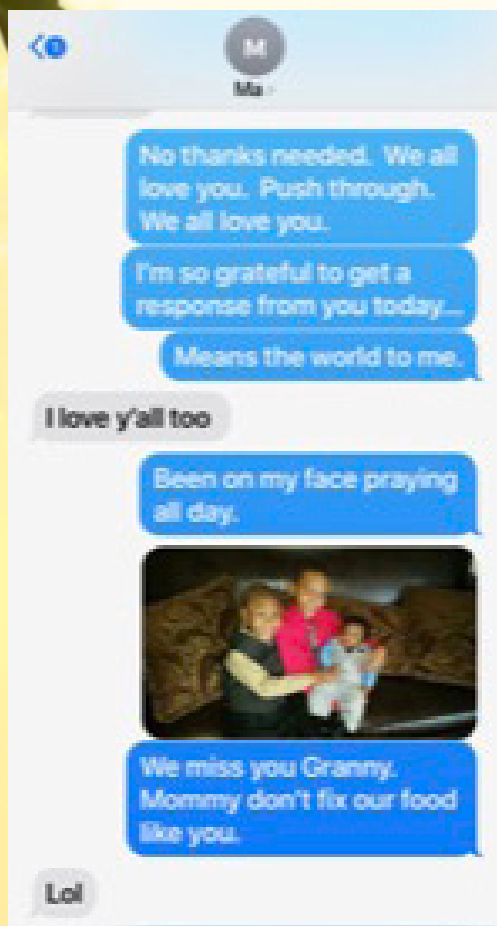 M
Ma
No thanks needed. We all
love you. Push through.
We all love you.
I'm so grateful to get a
response from you today...
Means the world to me.
I love y'all too
Been on my face praying
all day.
We miss you Granny.
Mommy don't fix our food
like you.
Lol